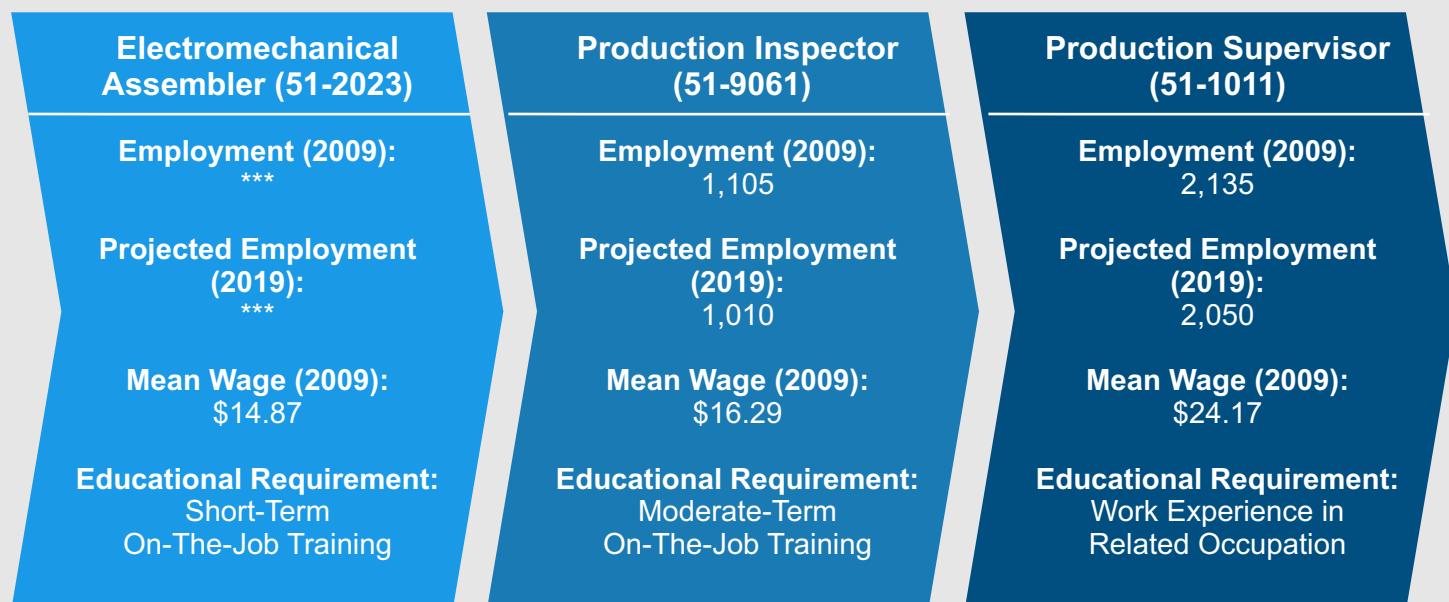 Electromechanical
Assembler (51-2023)
Employment (2009):
***
Projected Employment
(2019):
***
Mean Wage (2009):
$14.87
Educational Requirement:
Short-Term
On-The-Job Training
Production Inspector
(51-9061)
Employment (2009):
1,105
Projected Employment
(2019):
1,010
Mean Wage (2009):
$16.29
Educational Requirement:
Moderate-Term
On-The-Job Training
Production Supervisor
(51-1011)
Employment (2009):
2,135
Projected Employment
(2019):
2,050
Mean Wage (2009):
$24.17
Educational Requirement:
Work Experience in
Related Occupation